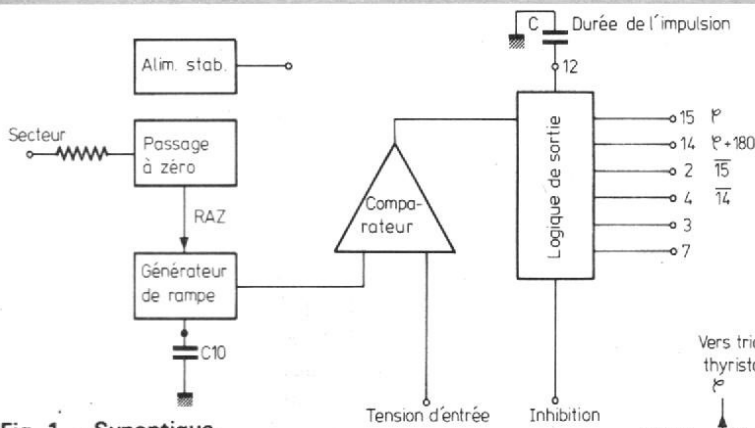 C Durée de l'impulsion
12
Alim. stab.
Secteur
Passage
à zéro
RAZ
Générateur
de rampe
C10
Compa-
rateur
Logique de sortie
15 φ
14 φ+180
2 15
4 14
3
7
Tension d'entrée
Inhibition
Vers tria
thyristo
φ
Fig. 1 Synoptique